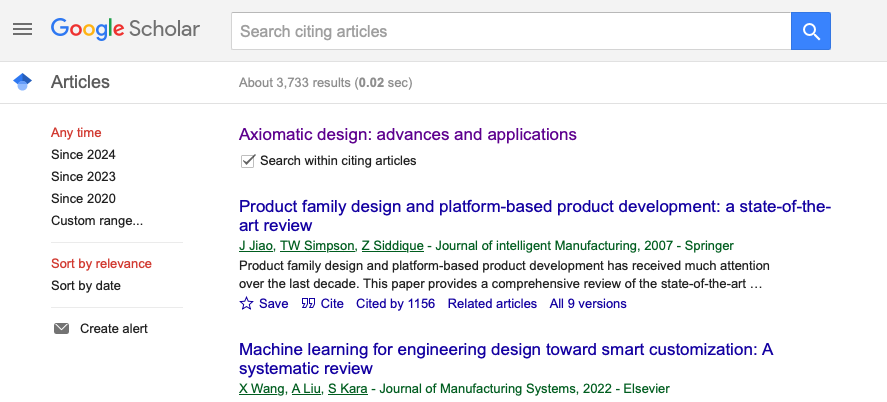 Google Scholar
Search citing articles
Articles
About 3,733 results (0.02 sec)
Any time
Since 2024
Since 2023
Since 2020
Custom range...
Sort by relevance
Sort by date
Create alert
Axiomatic design: advances and applications
Search within citing articles
Product family design and platform-based product development: a state-of-the-
art review
J Jiao, TW Simpson, Z Siddique - Journal of intelligent Manufacturing, 2007 - Springer
Product family design and platform-based product development has received much attention
over the last decade. This paper provides a comprehensive review of the state-of-the-art …
Save Cite Cited by 1156 Related articles All 9 versions
Machine learning for engineering design toward smart customization: A
systematic review
X Wang, A Liu, S Kara - Journal of Manufacturing Systems, 2022 - Elsevier